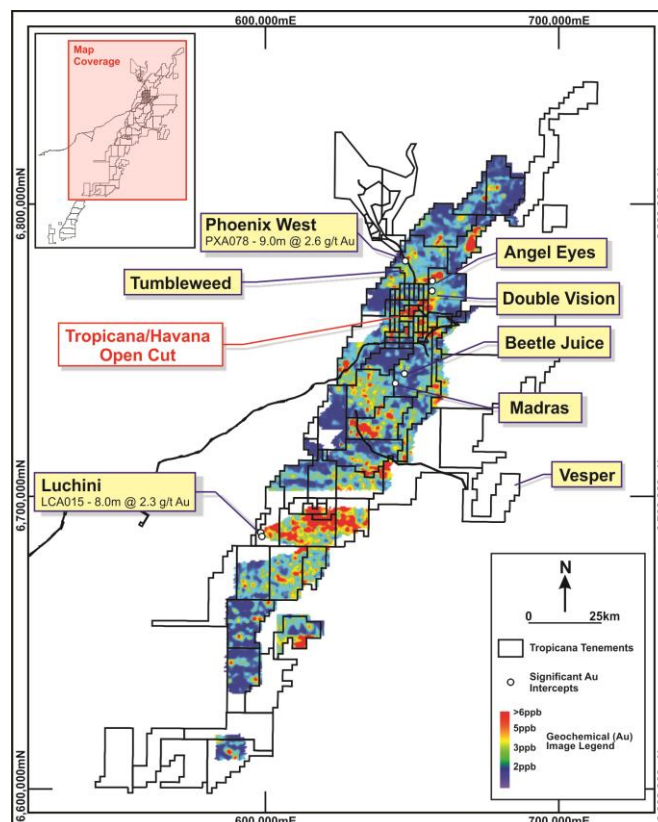 600,000mE
700,000mE
Map
Coverage
6,800,000mN
Phoenix West
PXA078 - 9.0m @ 2.6 g/t Au
Angel Eyes
Tumbleweed
Double Vision
Tropicana/Havana
Open Cut
Beetle Juice
Madras
Luchini
LCA015 - 8.0m @ 2.3 g/t Au
Vesper
6,700,000mN
N
0
25km
Tropicana Tenements
Significant Au
Intercepts
>6ppb
5ppb
3ppb
2ppb
Geochemical (Au)
Image Legend
6,600,000mN
600,000mE
700,000mE